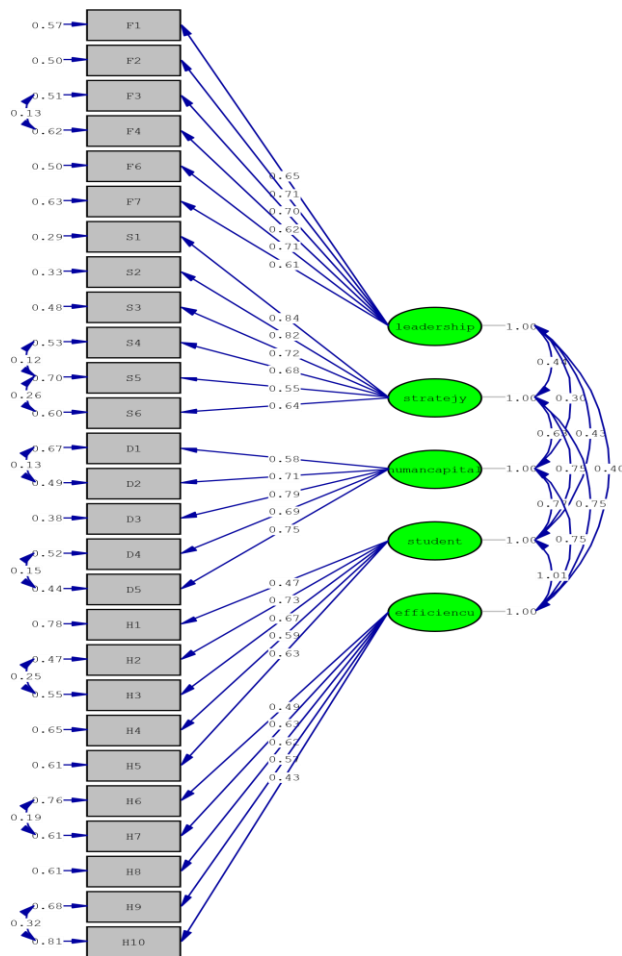 0.57 F1
0.50 F2
0.51 F3
0.13
0.62 F4
0.50 F6
0.63 F7
0.29 S1
0.33 S2
0.48 S3
0.53 S4
0.12
0.70 S5
0.26
0.60 S6
0.67 D1
0.13
0.49 D2
0.38 D3
0.52 D4
0.15
0.44 D5
0.78 H1
0.47 H2
0.25
0.55 H3
0.65 H4
0.61 H5
0.76 H6
0.19
0.61 H7
0.61 H8
0.68 H9
0.32
0.81 H10
0.65
0.71
0.70
0.62
0.71
0.61
0.84
0.82
0.72
0.68
0.55
0.64
0.58
0.71
0.79
0.69
0.75
0.47
0.73
0.67
0.59
0.63
0.49
0.63
0.62
0.43
leadership 1.00
stratejy 1.00
humancapital 1.00
student 1.00
efficiencu 1.00
0.30
0.43
0.75
0.75
0.40
0.75
1.01